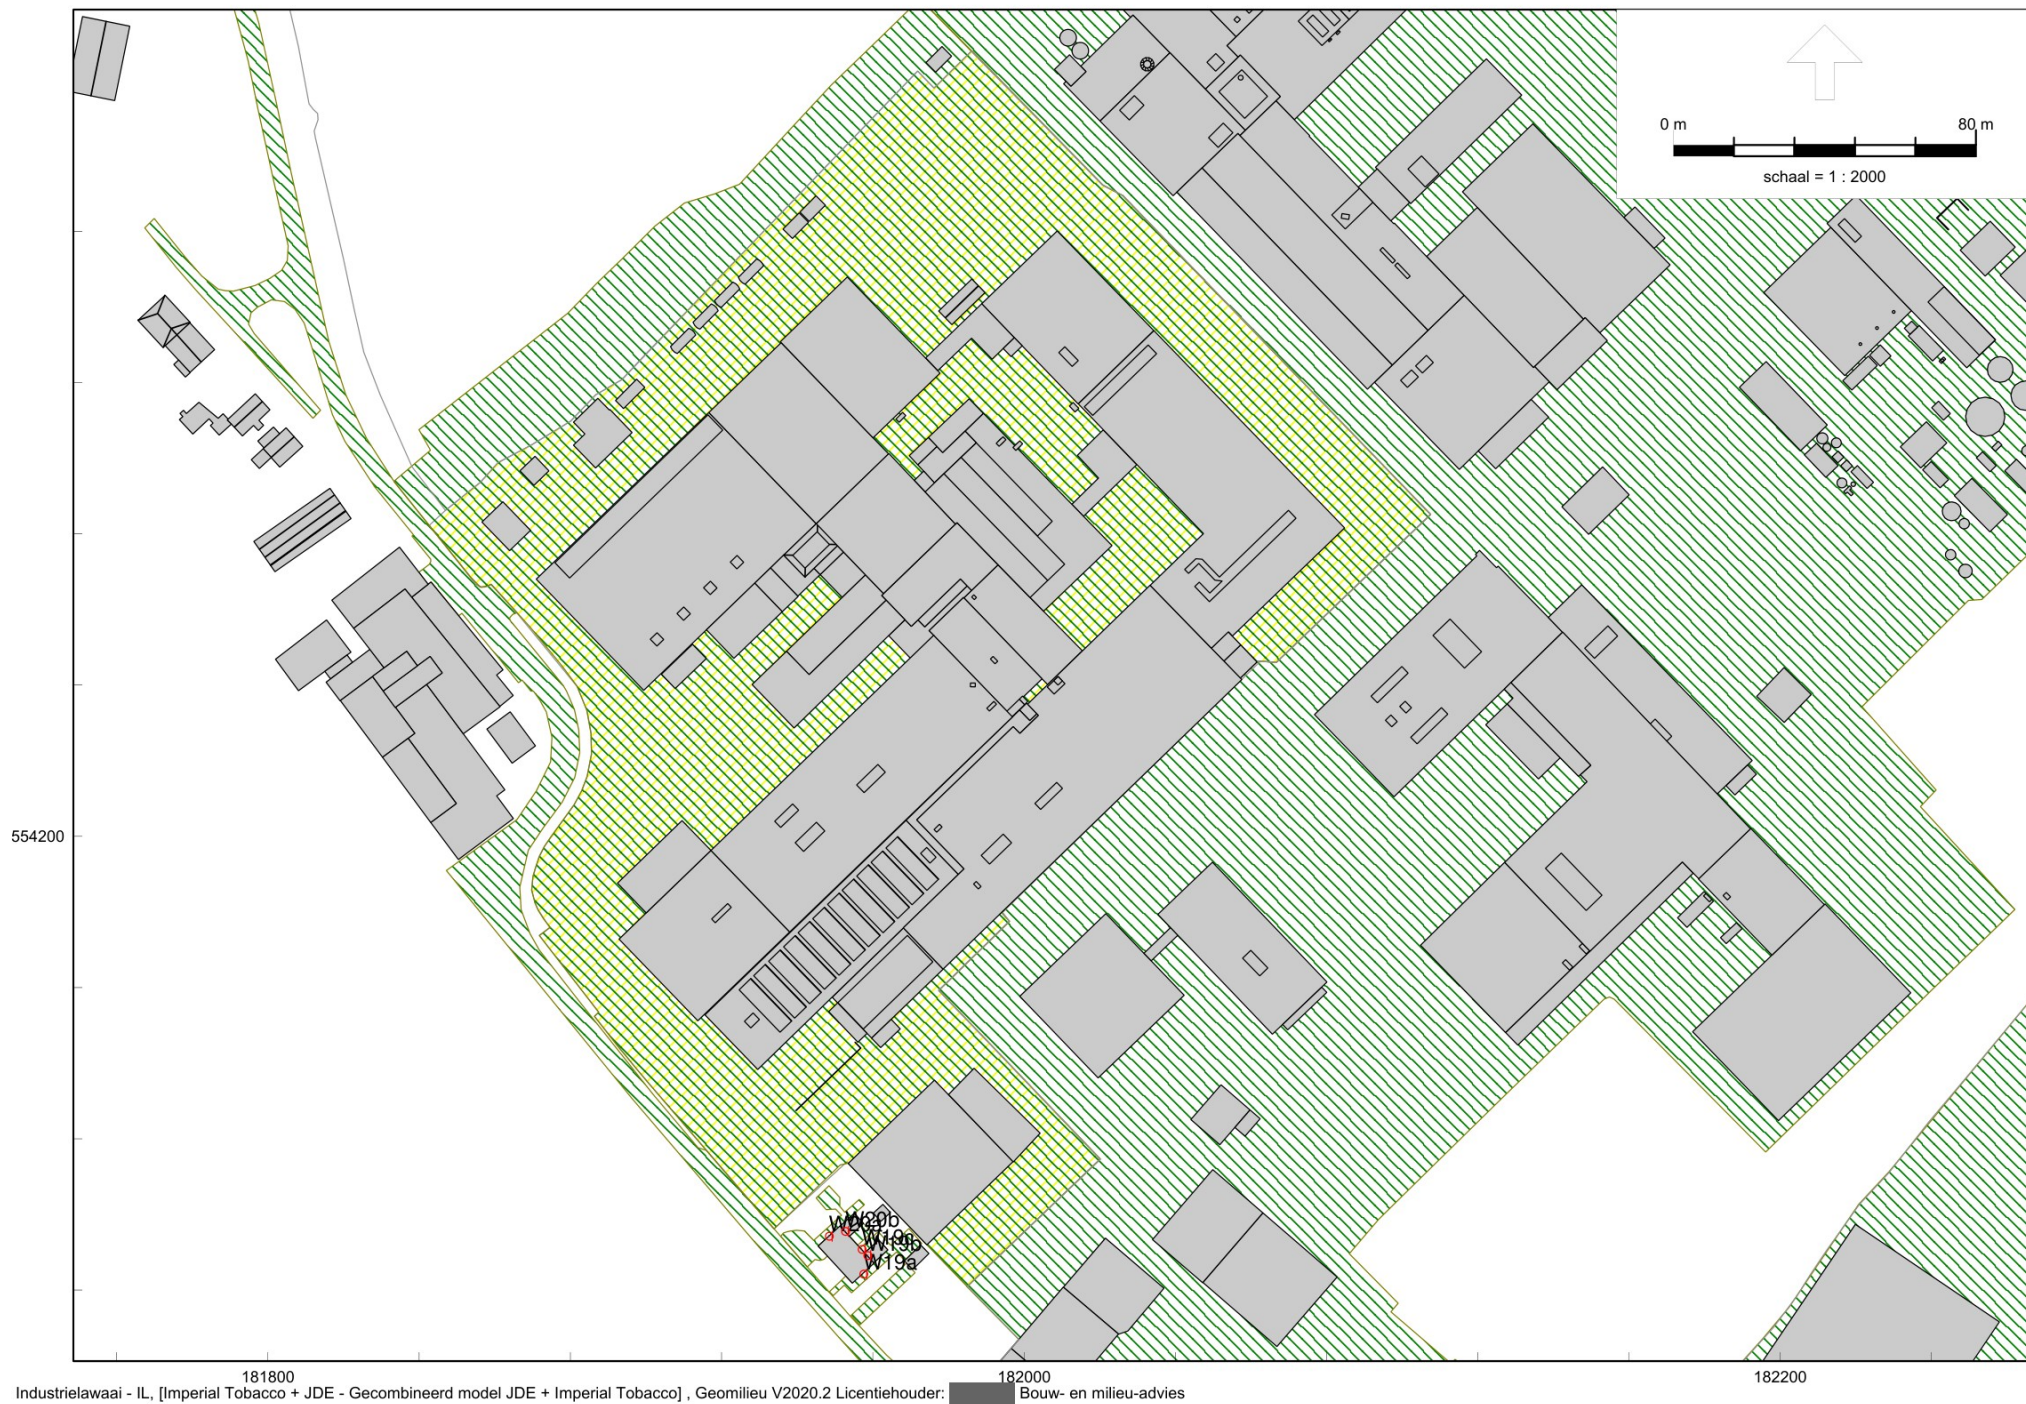 0 m 80 m
schaal = 1 : 2000
554200
W20b
W19b
W19a
181800 182000 182200
Industrielawaai - IL, [Imperial Tobacco + JDE - Gecombineerd model JDE + Imperial Tobacco] , Geomilieu V2020.2 Licentiehouder: Bouw- en milieu-advies